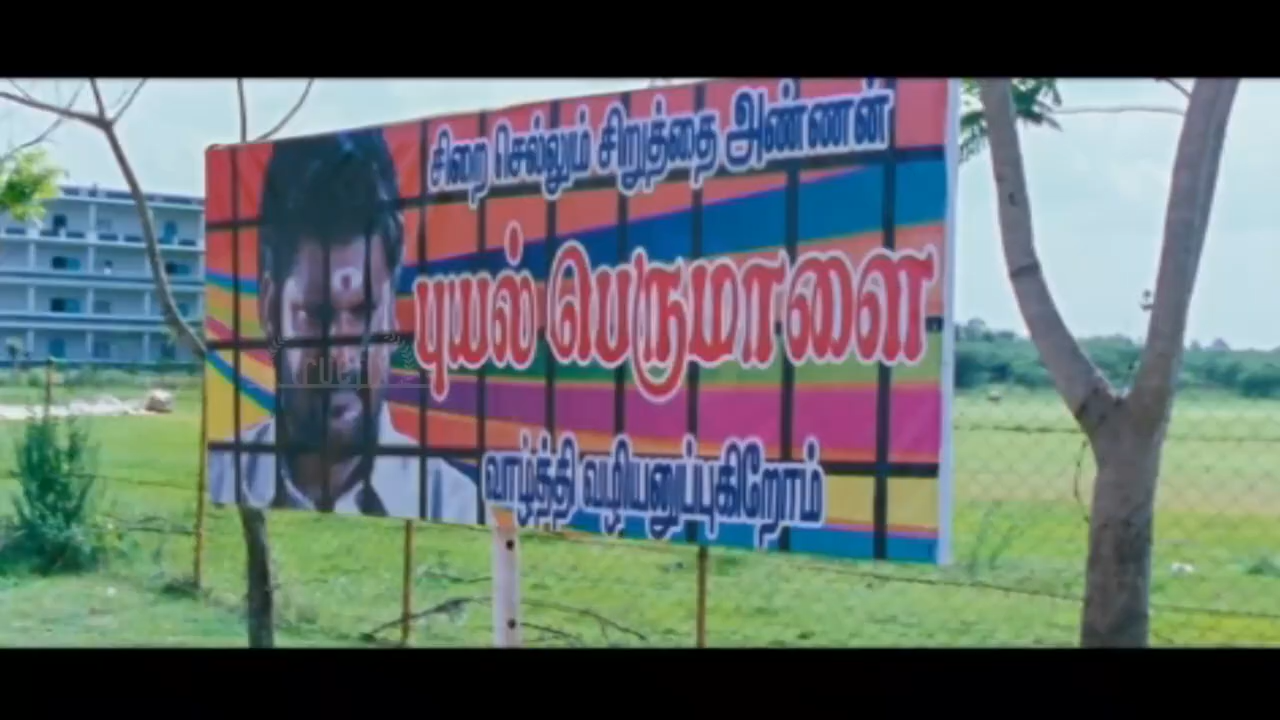 சிறை செல்லும் சிறுத்தை அண்ணன்
புயல் பெருமாளை
வாழ்த்தி வழியனுப்புகிறோம்